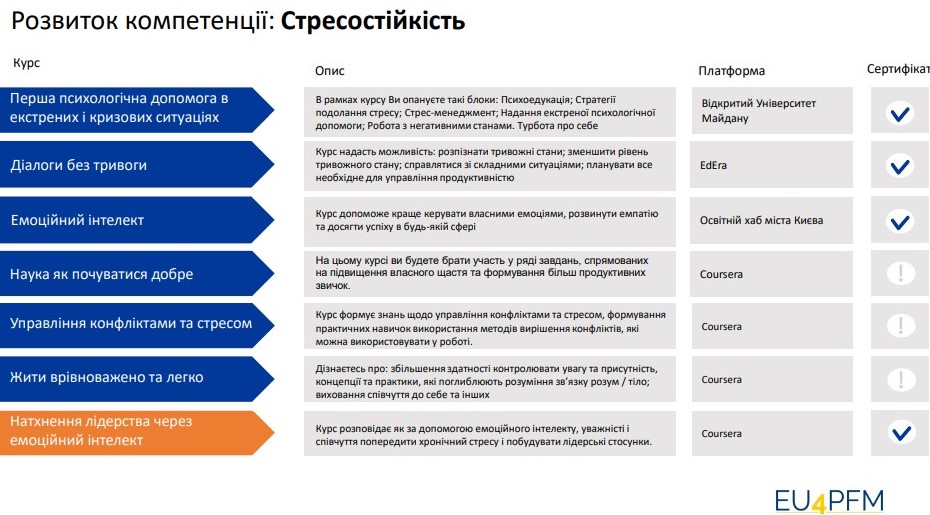 Розвиток компетенції: Стресостійкість
Курс
Опис
Платформа
Сертифікат
Перша психологічна допомога в
екстрених і кризових ситуаціях
В рамках курсу Ви опануєте такі блоки: Психоедукація; Стратегії
подолання стресу; Стрес-менеджмент; Надання екстреної психологічної
допомоги; Робота з негативними станами. Турбота про себе
Відкритий Університет
Майдану
Діалоги без тривоги
Курс надасть можливість: розпізнати тривожні стани; зменшити рівень
тривожного стану; справлятися зі складними ситуаціями; планувати все
необхідне для управління продуктивністю
EdEra
Емоційний інтелект
Курс допоможе краще керувати власними емоціями, розвинути емпатію
та досягти успіху в будь-якій сфері
Освітній хаб міста Києва
Наука як почуватися добре
На цьому курсі ви будете брати участь у ряді завдань, спрямованих
на підвищення власного щастя та формування більш продуктивних
звичок.
Coursera
Управління конфліктами та стресом
Курс формує знань щодо управління конфліктами та стресом, формування
практичних навичок використання методів вирішення конфліктів, які
можна використовувати у роботі.
Coursera
Жити врівноважено та легко
Дізнаєтесь про: збільшення здатності контролювати увагу та присутність,
концепції та практики, які поглиблюють розуміння зв’язку розум / тіло;
виховання співчуття до себе та інших
Coursera
Натхнення лідерства через
емоційний інтелект
Курс розповідає як за допомогою емоційного інтелекту, уважності і
співчуття попередити хронічний стресу і побудувати лідерські стосунки.
Coursera
EU4PFM